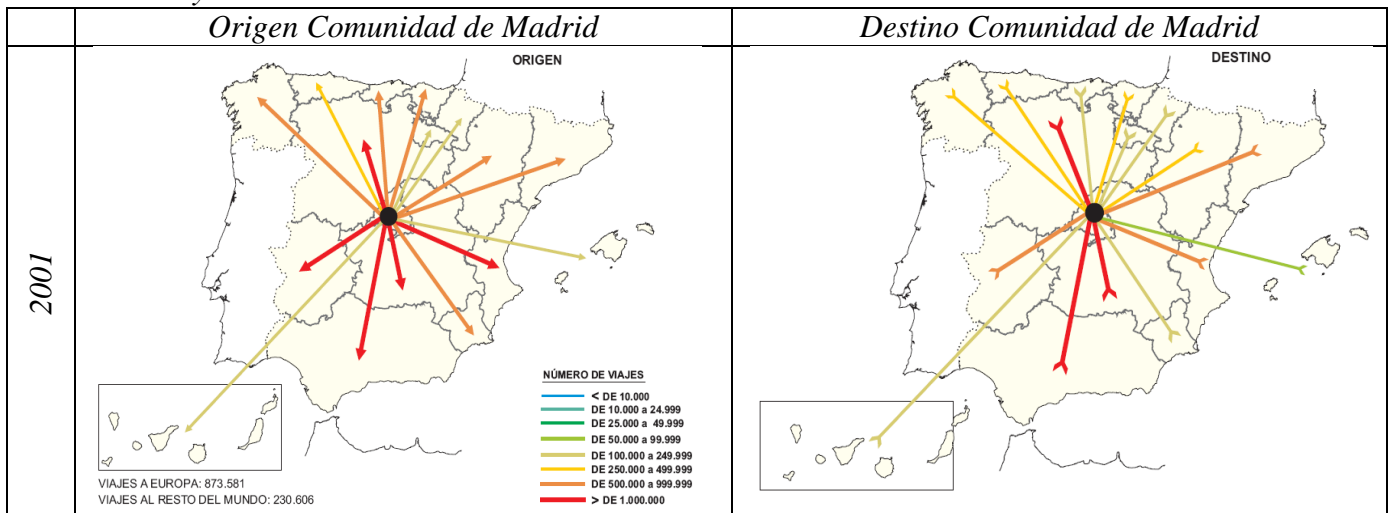 Origen Comunidad de Madrid
Destino Comunidad de Madrid
2001
ORIGEN
NÚMERO DE VIAJES
< DE 10.000
DE 10.000 a 24.999
DE 25.000 a 49.999
DE 50.000 a 99.999
DE 100.000 a 249.999
DE 250.000 a 499.999
DE 500.000 a 999.999
> DE 1.000.000
VIAJES A EUROPA: 873.581
VIAJES AL RESTO DEL MUNDO: 230.606
DESTINO